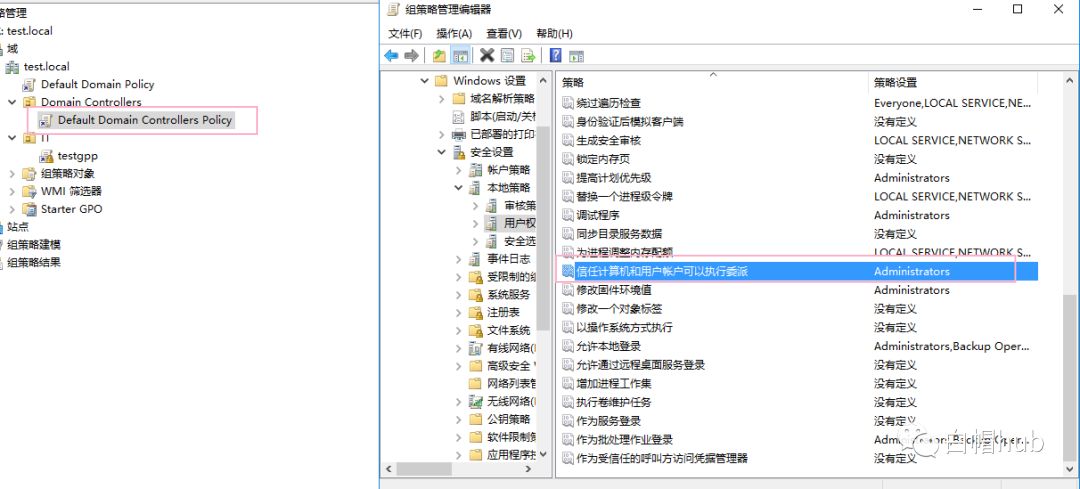 略管理
: test.local
域
test.local
Default Domain Policy
Domain Controllers
Default Domain Controllers Policy
IT
testgpp
组策略对象
WMI 筛选器
Starter GPO
站点
组策略建模
组策略结果
组策略管理编辑器
文件(F) 操作(A) 查看(V) 帮助(H)
Windows 设置
域名解析策略
脚本(启动/关机
已部署的打印
安全设置
帐户策略
本地策略
审核策
用户权
安全选
事件日志
受限制的组
系统服务
注册表
文件系统
有线网络(I
高级安全 W
网络列表管
无线网络(I
公钥策略
软件限制策
应用程序控
策略 策略设置
绕过遍历检查 Everyone,LOCAL SERVICE,NE...
身份验证后模拟客户端 没有定义
生成安全审核 LOCAL SERVICE,NETWORK S...
锁定内存页 没有定义
提高计划优先级 Administrators
替换一个进程级令牌 LOCAL SERVICE,NETWORK S...
调试程序 Administrators
同步目录服务数据 没有定义
为进程调整内存配额 LOCAL SERVICE,NETWORK S...
信任计算机和用户帐户可以执行委派 Administrators
修改固件环境值 Administrators
修改一个对象标签 没有定义
以操作系统方式执行 没有定义
允许本地登录 Administrators,Backup Oper...
允许通过远程桌面服务登录 没有定义
增加进程工作集 没有定义
执行卷维护任务 没有定义
作为服务登录 没有定义
作为批处理作业登录 Administrators,Backup Oper...
作为受信任的呼叫方访问凭据管理器 没有定义
白帽hub